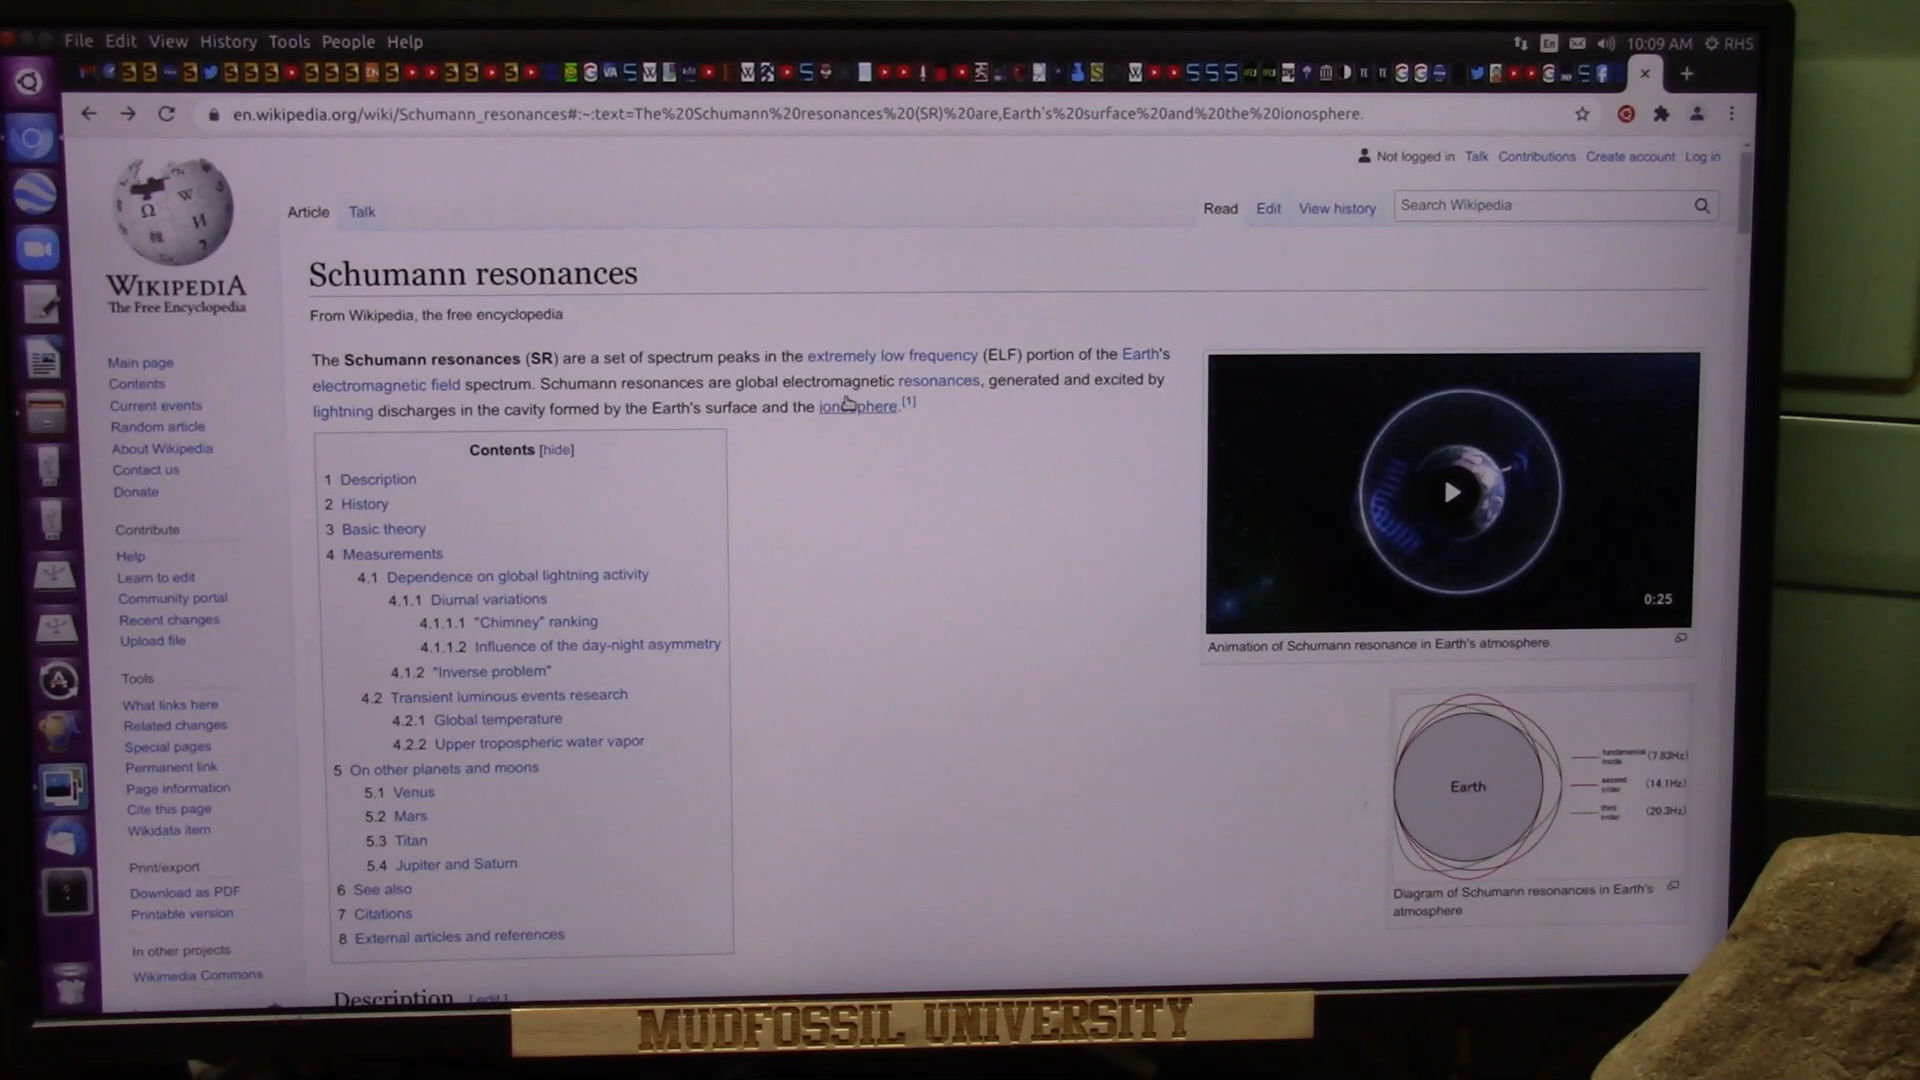 File Edit View History Tools People Help
En 10:09 AM RHS
en.wikipedia.org/wiki/Schumann_resonances#:~:text=The%20Schumann%20resonances%20(SR)%20are,Earth's%20surface%20and%20the%20ionosphere.
Not logged in Talk Contributions Create account Log in
Article Talk
Read Edit View history Search Wikipedia
WIKIPEDIA
The Free Encyclopedia
Main page
Contents
Current events
Random article
About Wikipedia
Contact us
Donate
Contribute
Help
Learn to edit
Community portal
Recent changes
Upload file
Tools
What links here
Related changes
Special pages
Permanent link
Page information
Cite this page
Wikidata item
Print/export
Download as PDF
Printable version
In other projects
Wikimedia Commons
Schumann resonances
From Wikipedia, the free encyclopedia
The Schumann resonances (SR) are a set of spectrum peaks in the extremely low frequency (ELF) portion of the Earth's
electromagnetic field spectrum. Schumann resonances are global electromagnetic resonances, generated and excited by
lightning discharges in the cavity formed by the Earth's surface and the ionosphere.[1]
Contents [hide]
1 Description
2 History
3 Basic theory
4 Measurements
4.1 Dependence on global lightning activity
4.1.1 Diurnal variations
4.1.1.1 "Chimney" ranking
4.1.1.2 Influence of the day-night asymmetry
4.1.2 "Inverse problem"
4.2 Transient luminous events research
4.2.1 Global temperature
4.2.2 Upper tropospheric water vapor
5 On other planets and moons
5.1 Venus
5.2 Mars
5.3 Titan
5.4 Jupiter and Saturn
6 See also
7 Citations
8 External articles and references
Description [edit]
0:25
Animation of Schumann resonance in Earth's atmosphere.
Earth
fundamental mode (7.83Hz)
second order (14.1Hz)
third order (20.3Hz)
Diagram of Schumann resonances in Earth's
atmosphere
MUDFOSSIL UNIVERSITY